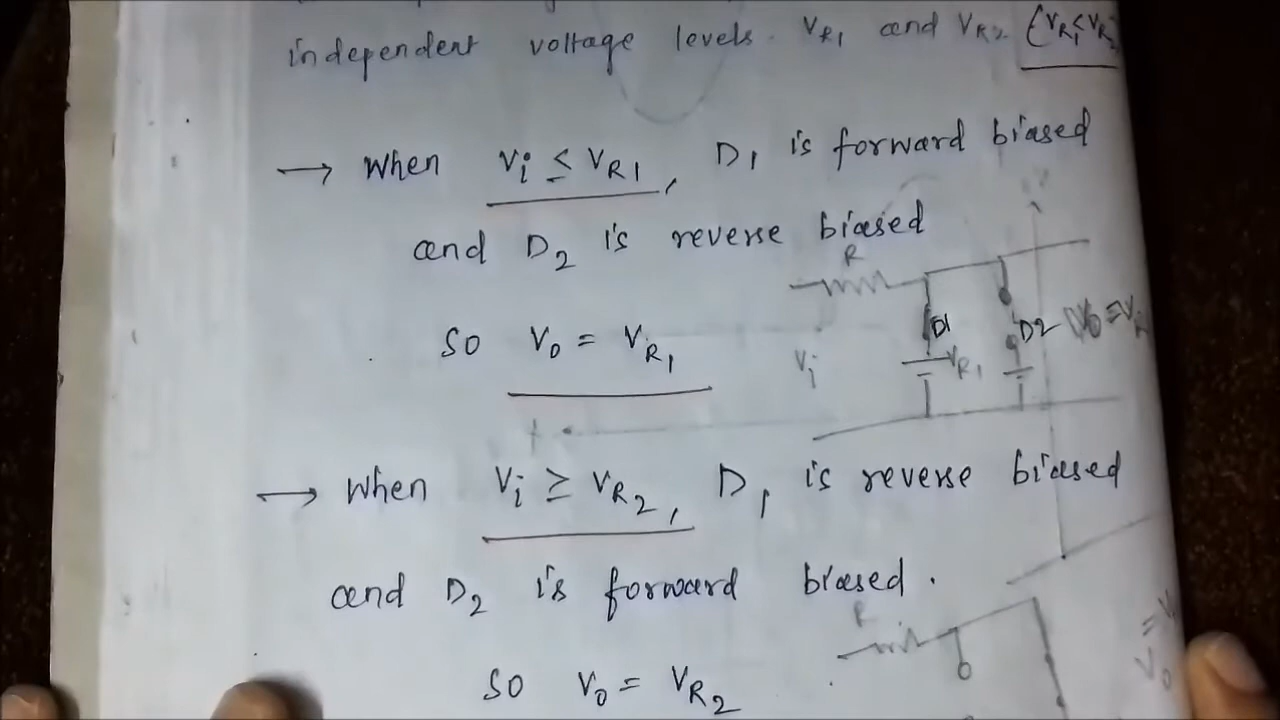 independent voltage levels. VR1 and VR2. (VR1<VR2
→ When Vi ≤ VR1, D1 is forward biased
and D2 is reverse biased
R
D1
D2
Vi
VR1
so V0 = VR1
→ When Vi ≥ VR2, D1 is reverse biased
and D2 is forward biased.
R
so V0 = VR2